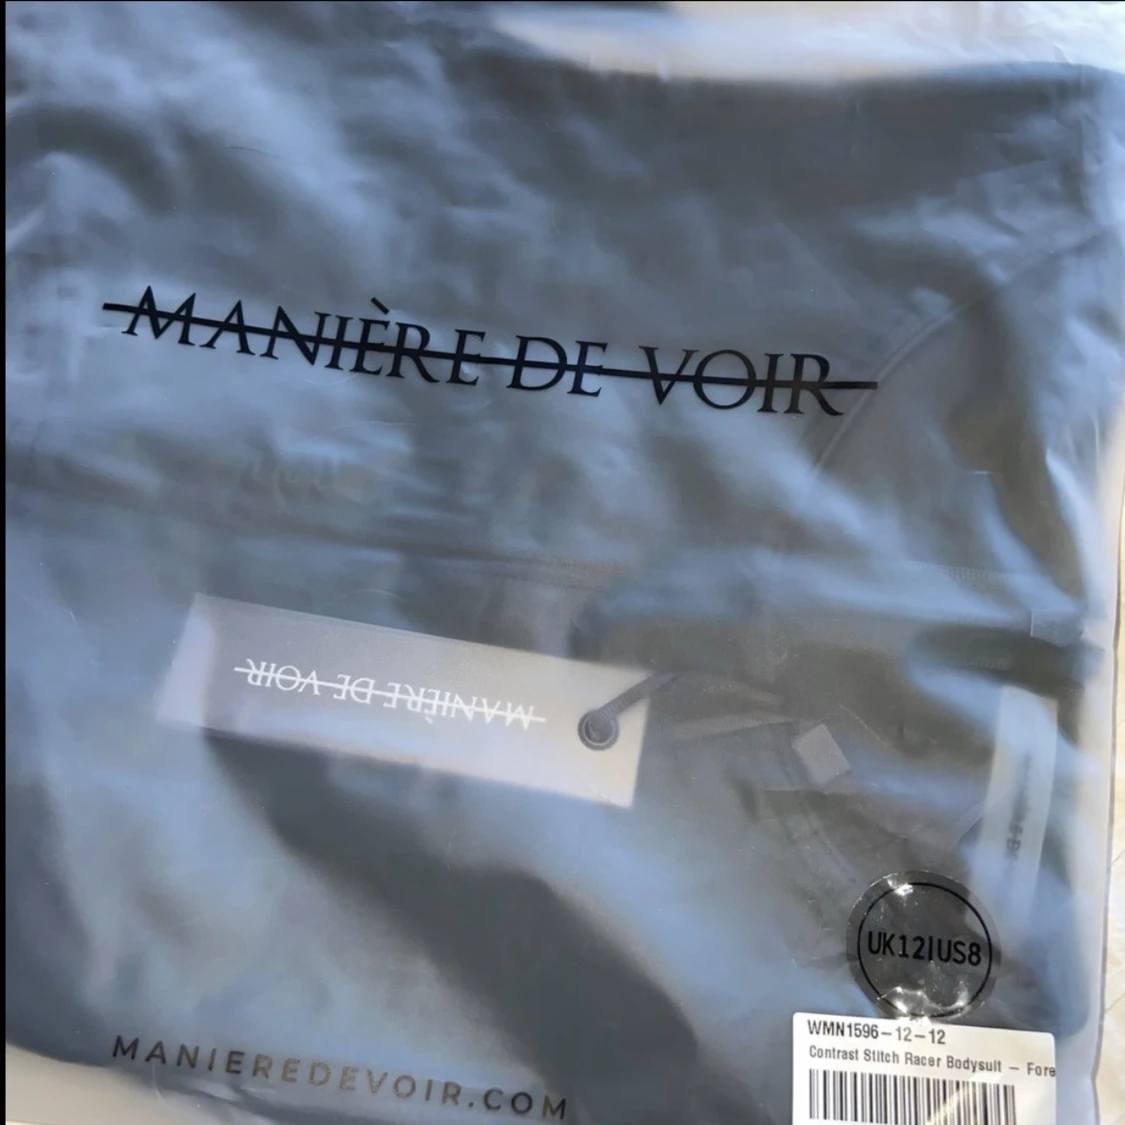 MANIÈRE DE VOIR
MANIÈRE DE VOIR
UK12|US8
WMN1596-12-12
Contrast Stitch Racer Bodysuit - Fore
MANIEREDEVOIR.COM